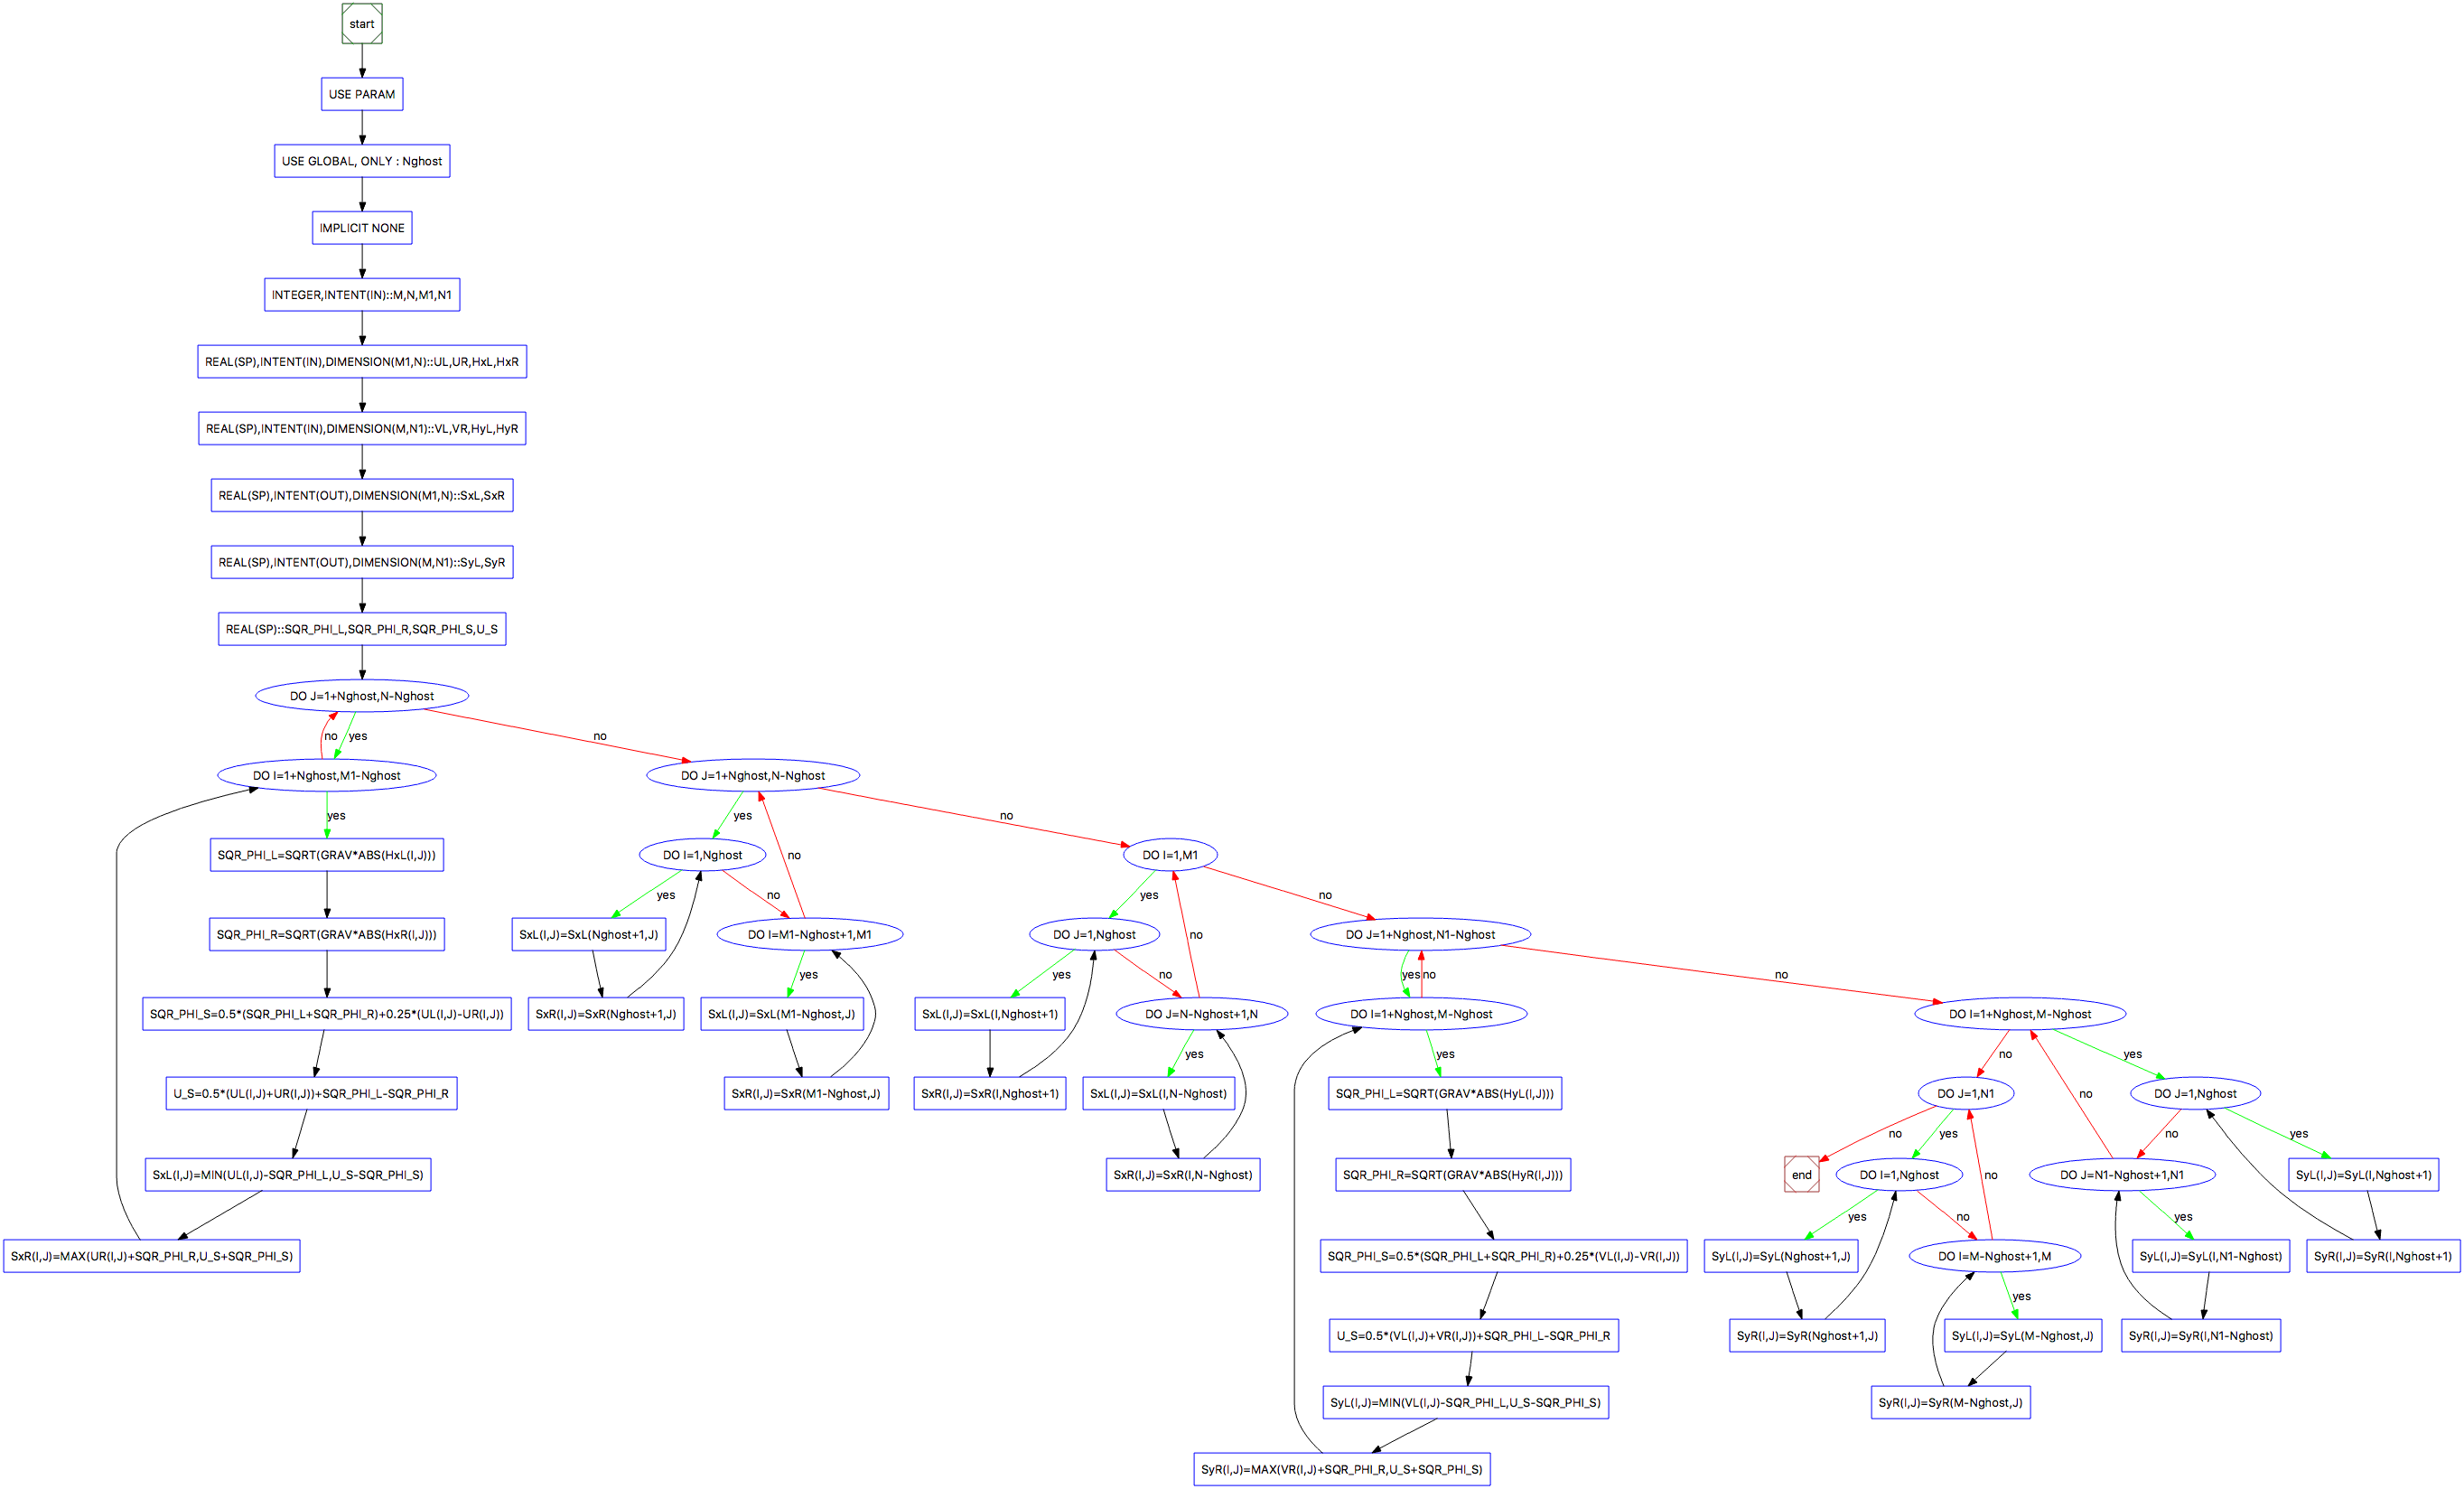 start
USE PARAM
USE GLOBAL, ONLY : Nghost
IMPLICIT NONE
INTEGER,INTENT(IN)::M,N,M1,N1
REAL(SP),INTENT(IN),DIMENSION(M1,N)::UL,UR,HxL,HxR
REAL(SP),INTENT(IN),DIMENSION(M,N1)::VL,VR,HyL,HyR
REAL(SP),INTENT(OUT),DIMENSION(M1,N)::SxL,SxR
REAL(SP),INTENT(OUT),DIMENSION(M,N1)::SyL,SyR
REAL(SP)::SQR_PHI_L,SQR_PHI_R,SQR_PHI_S,U_S
DO J=1+Nghost,N-Nghost
no
yes
no
DO I=1+Nghost,M1-Nghost
yes
SQR_PHI_L=SQRT(GRAV*ABS(HxL(I,J)))
SQR_PHI_R=SQRT(GRAV*ABS(HxR(I,J)))
SQR_PHI_S=0.5*(SQR_PHI_L+SQR_PHI_R)+0.25*(UL(I,J)-UR(I,J))
U_S=0.5*(UL(I,J)+UR(I,J))+SQR_PHI_L-SQR_PHI_R
SxL(I,J)=MIN(UL(I,J)-SQR_PHI_L,U_S-SQR_PHI_S)
SxR(I,J)=MAX(UR(I,J)+SQR_PHI_R,U_S+SQR_PHI_S)
DO J=1+Nghost,N-Nghost
yes
no
no
DO I=1,Nghost
yes
no
SxL(I,J)=SxL(Nghost+1,J)
SxR(I,J)=SxR(Nghost+1,J)
DO I=M1-Nghost+1,M1
yes
SxL(I,J)=SxL(M1-Nghost,J)
SxR(I,J)=SxR(M1-Nghost,J)
DO I=1,M1
yes
no
no
DO J=1,Nghost
yes
no
SxL(I,J)=SxL(I,Nghost+1)
SxR(I,J)=SxR(I,Nghost+1)
DO J=N-Nghost+1,N
yes
SxL(I,J)=SxL(I,N-Nghost)
SxR(I,J)=SxR(I,N-Nghost)
DO J=1+Nghost,N1-Nghost
yes
no
no
DO I=1+Nghost,M-Nghost
yes
SQR_PHI_L=SQRT(GRAV*ABS(HyL(I,J)))
SQR_PHI_R=SQRT(GRAV*ABS(HyR(I,J)))
SQR_PHI_S=0.5*(SQR_PHI_L+SQR_PHI_R)+0.25*(VL(I,J)-VR(I,J))
U_S=0.5*(VL(I,J)+VR(I,J))+SQR_PHI_L-SQR_PHI_R
SyL(I,J)=MIN(VL(I,J)-SQR_PHI_L,U_S-SQR_PHI_S)
SyR(I,J)=MAX(VR(I,J)+SQR_PHI_R,U_S+SQR_PHI_S)
DO I=1+Nghost,M-Nghost
no
yes
no
DO J=1,N1
no
yes
no
end
DO I=1,Nghost
yes
no
SyL(I,J)=SyL(Nghost+1,J)
SyR(I,J)=SyR(Nghost+1,J)
DO I=M-Nghost+1,M
yes
SyL(I,J)=SyL(M-Nghost,J)
SyR(I,J)=SyR(M-Nghost,J)
DO J=1,Nghost
no
yes
DO J=N1-Nghost+1,N1
yes
SyL(I,J)=SyL(I,N1-Nghost)
SyR(I,J)=SyR(I,N1-Nghost)
SyL(I,J)=SyL(I,Nghost+1)
SyR(I,J)=SyR(I,Nghost+1)